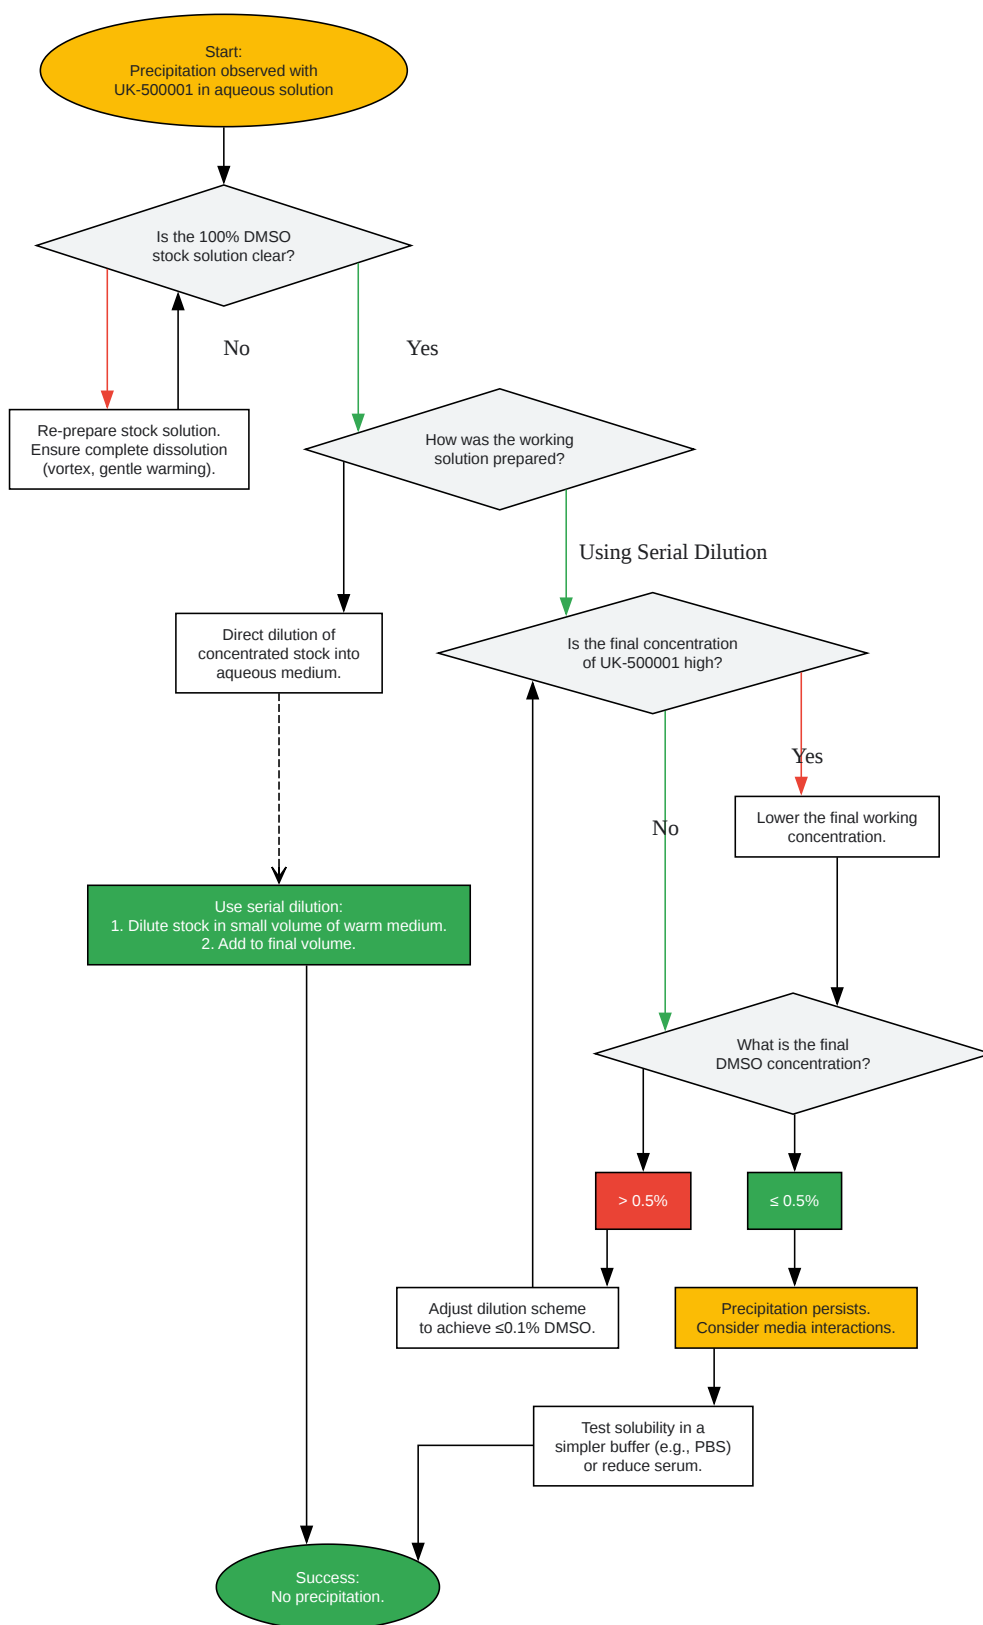 Start:
Precipitation observed with
UK-500001 in aqueous solution
Is the 100% DMSO
stock solution clear?
No
Yes
Re-prepare stock solution.
Ensure complete dissolution
(vortex, gentle warming).
How was the working
solution prepared?
Using Serial Dilution
Direct dilution of
concentrated stock into
aqueous medium.
Is the final concentration
of UK-500001 high?
Yes
No
Lower the final working
concentration.
Use serial dilution:
1. Dilute stock in small volume of warm medium.
2. Add to final volume.
What is the final
DMSO concentration?
> 0.5%
≤ 0.5%
Adjust dilution scheme
to achieve ≤0.1% DMSO.
Precipitation persists.
Consider media interactions.
Test solubility in a
simpler buffer (e.g., PBS)
or reduce serum.
Success:
No precipitation.